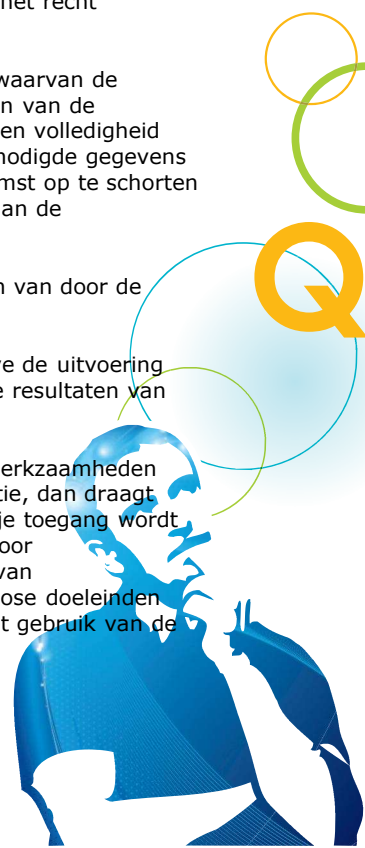 het recht
waarvan de
n van de
en volledigheid
nodigde gegevens
mst op te schorten
an de
n van door de
e de uitvoering
e resultaten van
erkzaamheden
tie, dan draagt
je toegang wordt
oor
van
ose doeleinden
t gebruik van de
Q